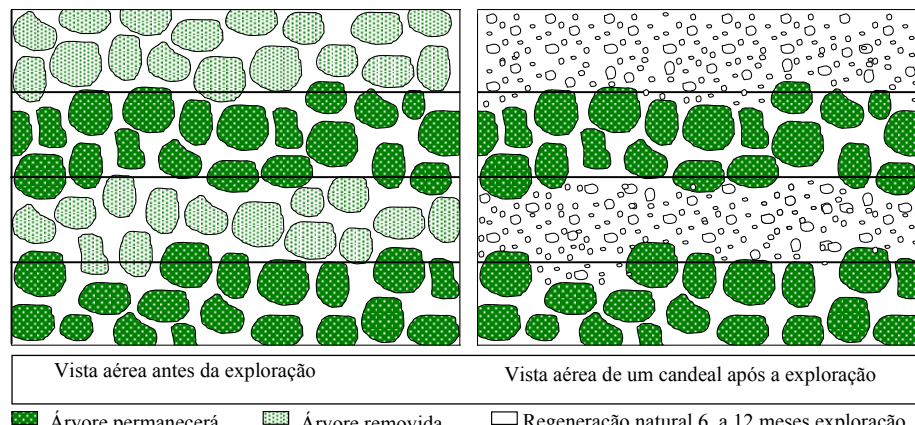 Vista aérea antes da exploração
Vista aérea de um candeal após a exploração
Árvore permanecerá
Árvore removida
Regeneração natural 6 a 12 meses exploração